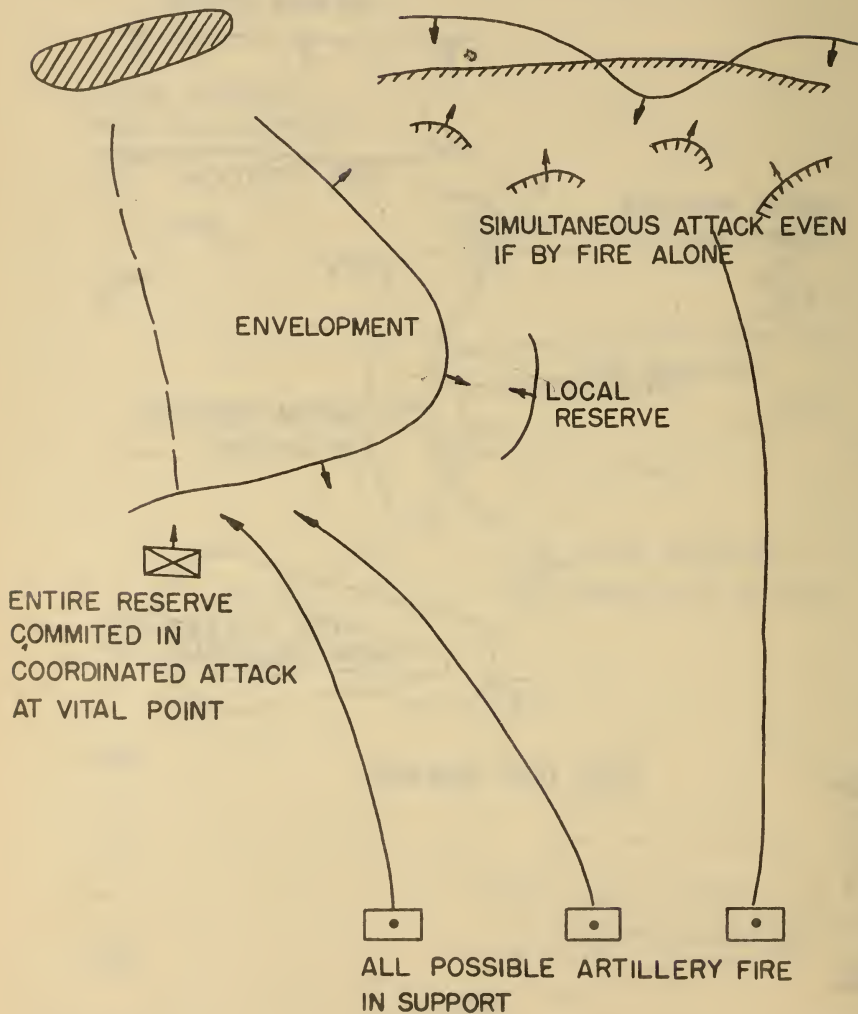 SIMULTANEOUS ATTACK EVEN
IF BY FIRE ALONE
ENVELOPMENT
LOCAL
RESERVE
ENTIRE RESERVE
COMMITED IN
COORDINATED ATTACK
AT VITAL POINT
ALL POSSIBLE ARTILLERY FIRE
IN SUPPORT